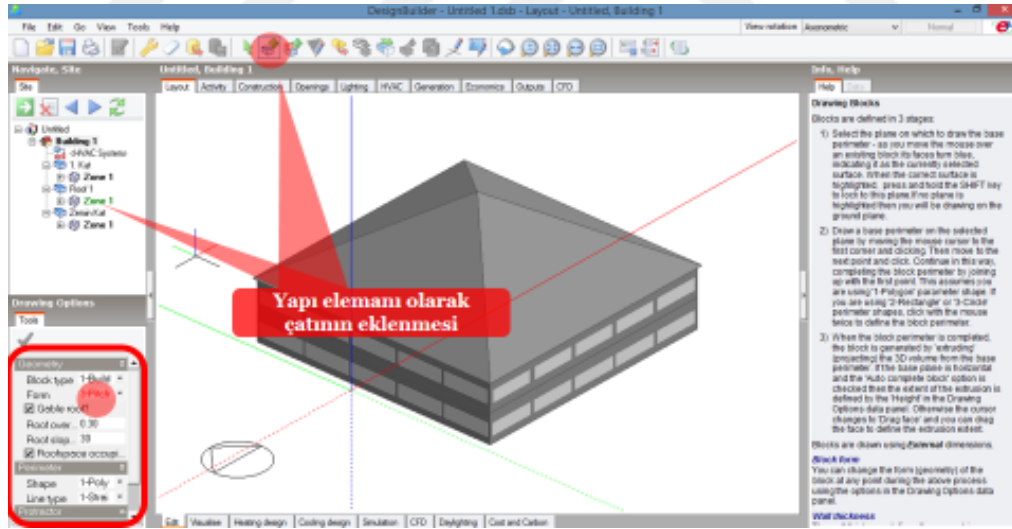 DesignBuilder - Untitled 1.dsb - Layout - Untitled, Building 1
File Edit Go View Tools Help
View rotation Axonometric Normal
Navigate, Site
Untitled, Building 1
Info, Help
Site
Layout Activity Construction Openings Lighting HVAC Generation Economics Outputs CFD
Help Data
Untitled
Building 1
<HVAC System>
1. Kat
Zone 1
Roof 1
Zone 1
Zemin Kat
Zone 1
Drawing Blocks
Blocks are defined in 3 stages:
1) Select the plane on which to draw the base
perimeter - as you move the mouse over
an existing block its faces turn blue,
indicating it as the currently selected
surface. When the correct surface is
highlighted, press and hold the SHIFT key
to lock to this plane.If no plane is
highlighted then you will be drawing on the
ground plane.
2) Draw a base perimeter on the selected
plane by moving the mouse cursor to the
first corner and clicking. Then move to the
next point and click. Continue in this way,
completing the block perimeter by joining
up with the first point. This assumes you
are using '1-Polygon' parameter shape. If
you are using '2-Rectangle' or '3-Circle'
perimeter shapes, click with the mouse
twice to define the block perimeter.
3) When the block perimeter is completed,
the block is generated by 'extruding'
(projecting) the 3D volume from the base
perimeter. If the base plane is horizontal
and the 'Auto complete block' option is
checked then the extent of the extrusion is
defined by the 'Height' in the Drawing
Options data panel. Otherwise the cursor
changes to 'Drag face' and you can drag
the face to define the extrusion extent.
Blocks are drawn using External dimensions.
Block form
You can change the form (geometry) of the
block at any point during the above process
using the options in the Drawing Options data
panel.
Wall thickness
Yapı elemanı olarak
çatının eklenmesi
Drawing Options
Tools
Geometry
Block type 1-Build
Form
Gable roof?
Roof over... 0.30
Roof slop... 30
Roofspace occupi...
Perimeter
Shape 1-Poly
Line type 1-Strai
Protractor
Edit Visualise Heating design Cooling design Simulation CFD Daylighting Cost and Carbon